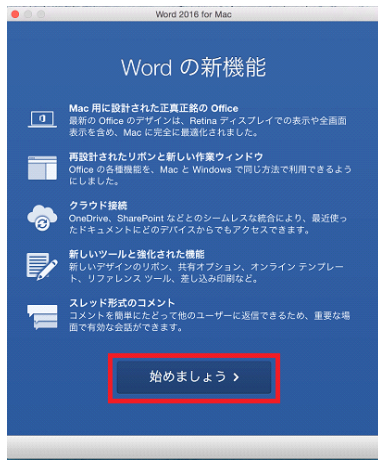 Word 2016 for Mac
Word の新機能
Mac 用に設計された正真正銘の Office
最新の Office のデザインは、Retina ディスプレイでの表示や全画面
表示を含め、Mac に完全に最適化されました。
再設計されたリボンと新しい作業ウィンドウ
Office の各種機能を、Mac と Windows で同じ方法で利用できるよう
にしました。
クラウド接続
OneDrive、SharePoint などとのシームレスな統合により、最近使っ
たドキュメントにどのデバイスからでもアクセスできます。
新しいツールと強化された機能
新しいデザインのリボン、共有オプション、オンライン テンプレー
ト、リファレンス ツール、差し込み印刷など。
スレッド形式のコメント
コメントを簡単にたどって他のユーザーに返信できるため、重要な場
面で有効な会話ができます。
始めましょう >